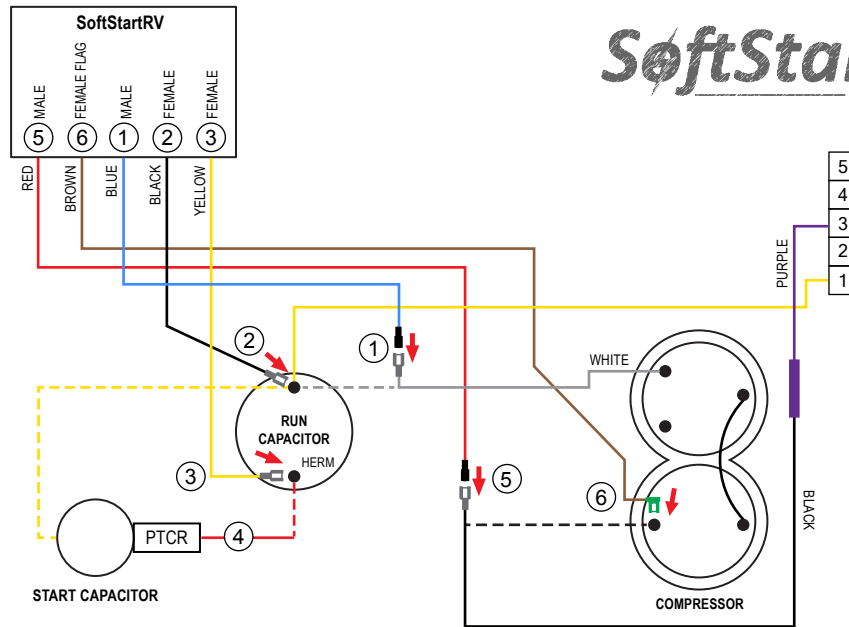 SoftStartRV
MALE
FEMALE FLAG
MALE
FEMALE
FEMALE
5
6
1
2
3
RED
BROWN
BLUE
BLACK
YELLOW
SoftStar
5
4
3
2
1
PURPLE
2
1
WHITE
RUN
CAPACITOR
HERM
3
5
6
BLACK
PTCR
4
START CAPACITOR
COMPRESSOR